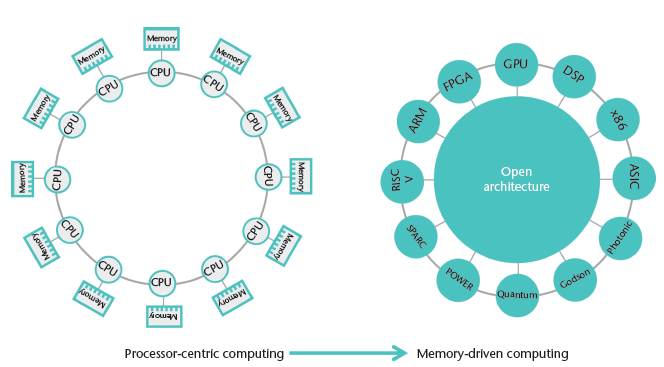 Memory
CPU
Memory
CPU
Memory
CPU
Memory
CPU
Memory
CPU
Memory
CPU
Memory
CPU
Memory
CPU
Memory
CPU
Memory
CPU
Memory
CPU
Memory
CPU
GPU
DSP
x86
ASIC
Photonic
Godson
Quantum
POWER
SPARC
RISC
V
ARM
FPGA
Open
architecture
Processor-centric computing
Memory-driven computing